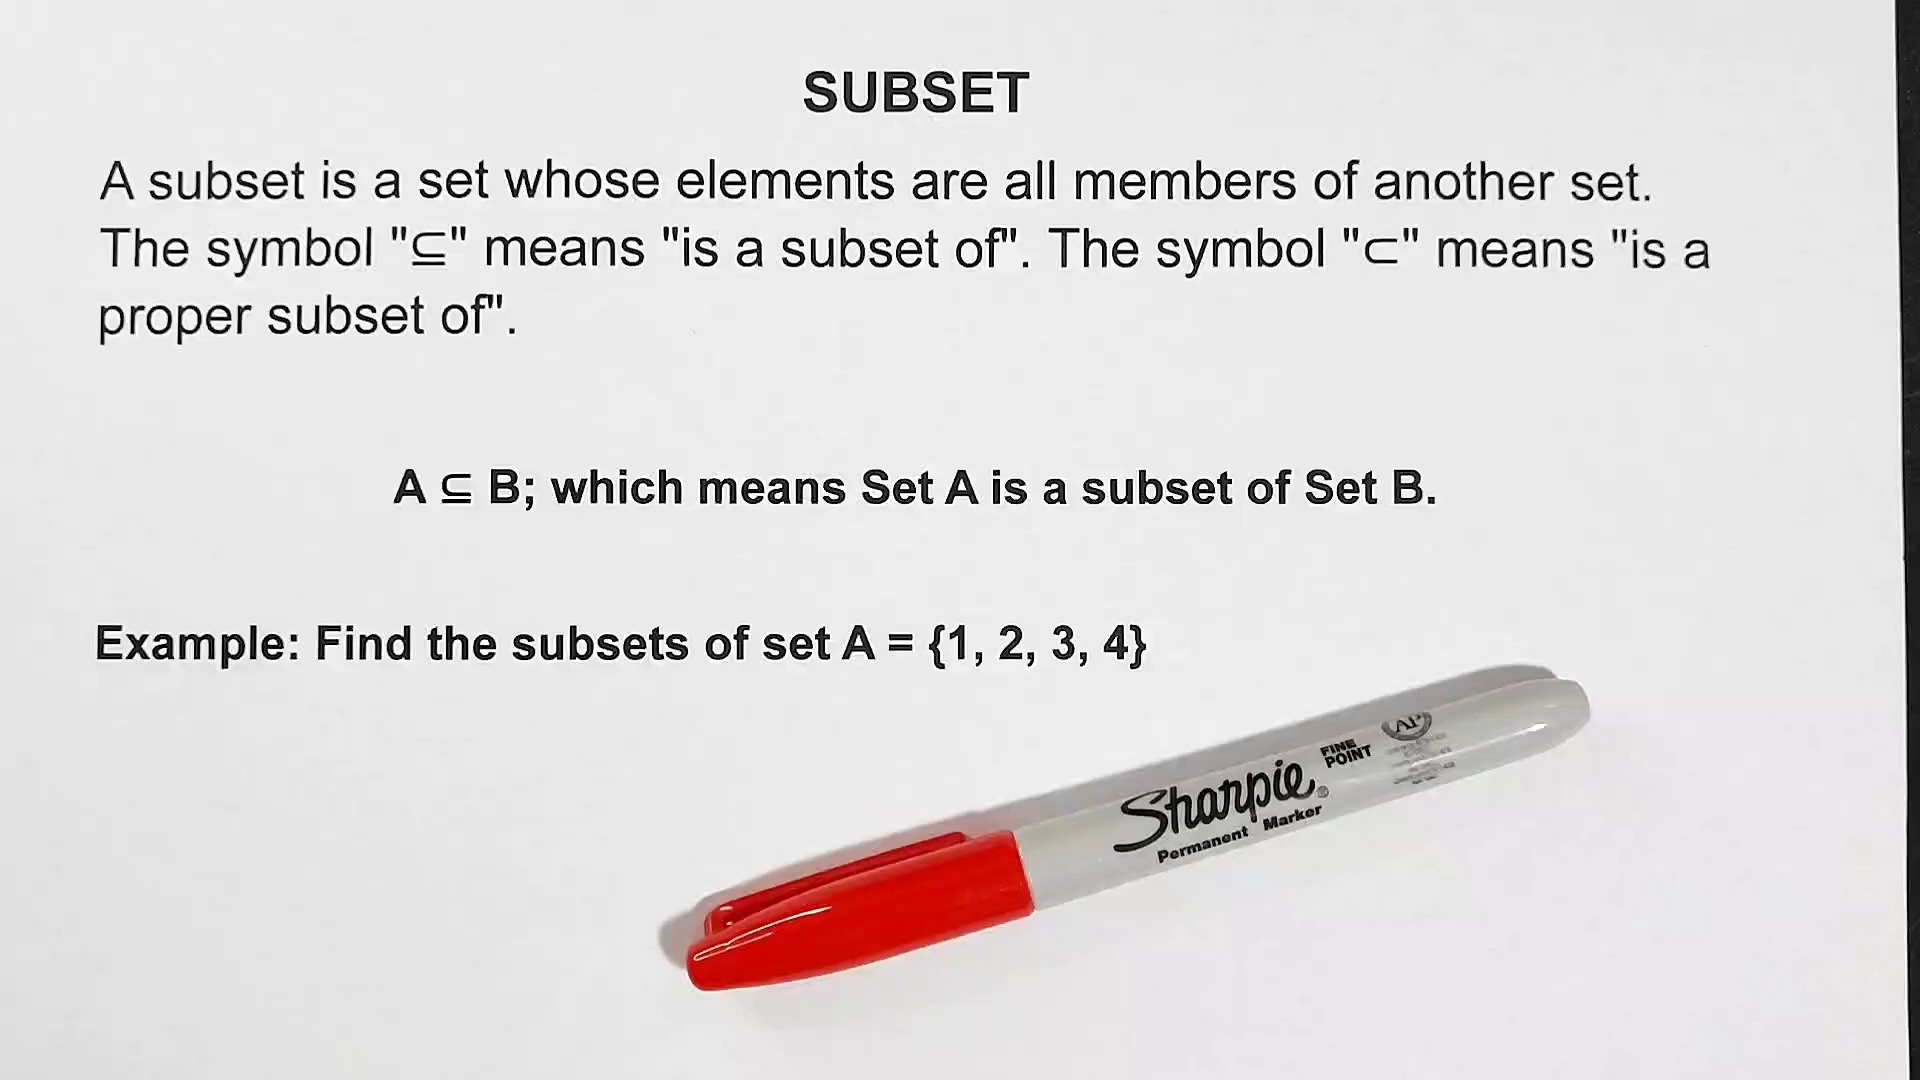 SUBSET
A subset is a set whose elements are all members of another set.
The symbol "⊆" means "is a subset of". The symbol "⊂" means "is a
proper subset of".
A ⊆ B; which means Set A is a subset of Set B.
Example: Find the subsets of set A = {1, 2, 3, 4}
Sharpie®
FINE
POINT
Permanent Marker
AP